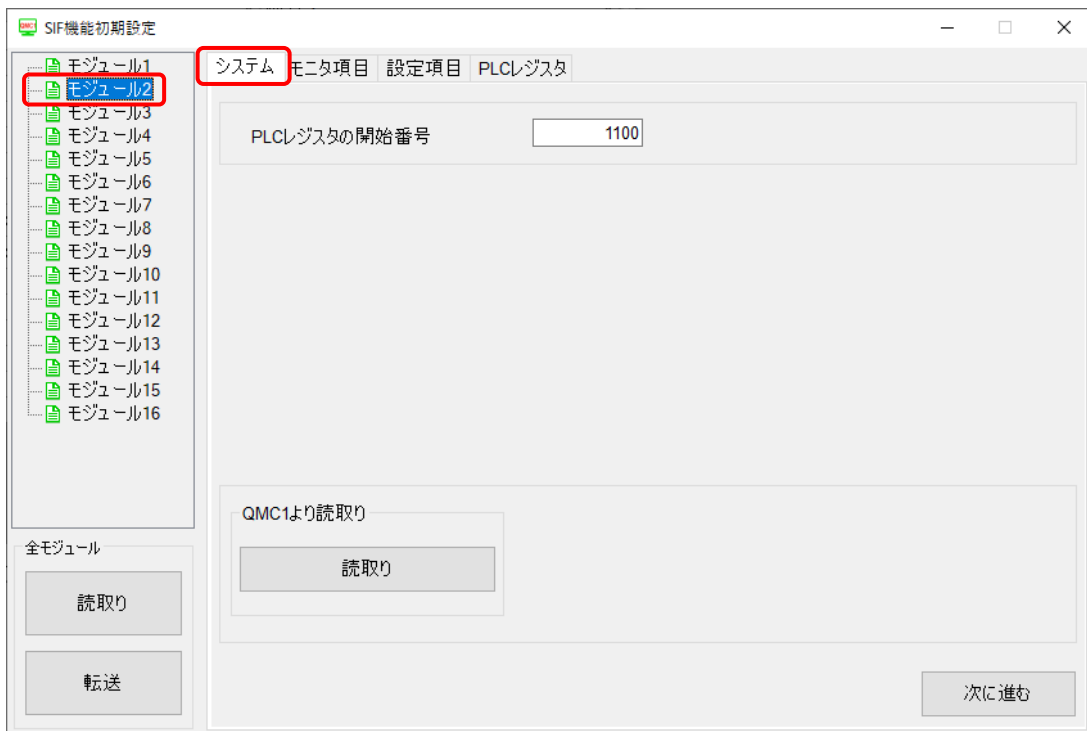 QMC1
SIF機能初期設定
モジュール1
モジュール2
モジュール3
モジュール4
モジュール5
モジュール6
モジュール7
モジュール8
モジュール9
モジュール10
モジュール11
モジュール12
モジュール13
モジュール14
モジュール15
モジュール16
全モジュール
読取り
転送
システム モニタ項目 設定項目 PLCレジスタ
PLCレジスタの開始番号 1100
QMC1より読取り
読取り
次に進む